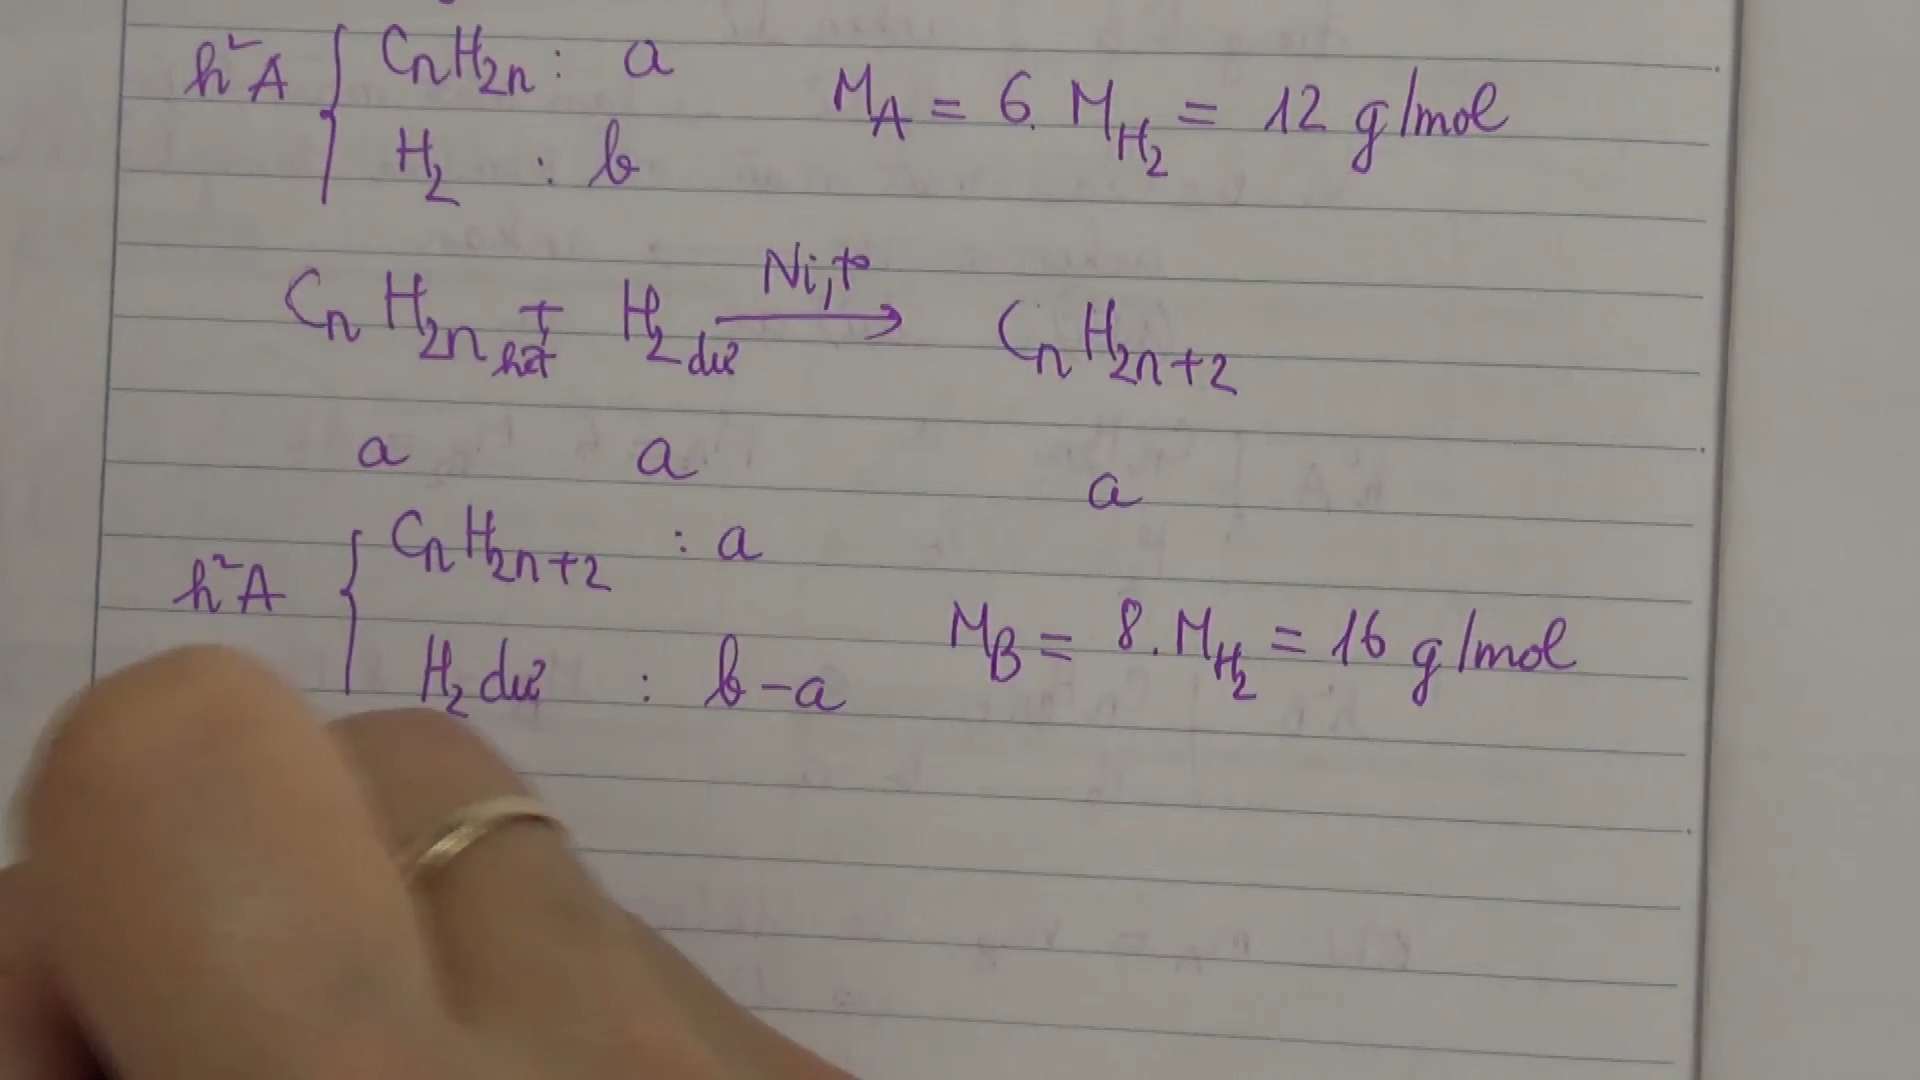 h²A { CnH2n : a
H2 : b
MA = 6. MH2 = 12 g/mol
CnH2n hết + H2 dư Ni,t° → CnH2n+2
a a a
h²A { CnH2n+2 : a
H2 dư : b-a
MB = 8. MH2 = 16 g/mol